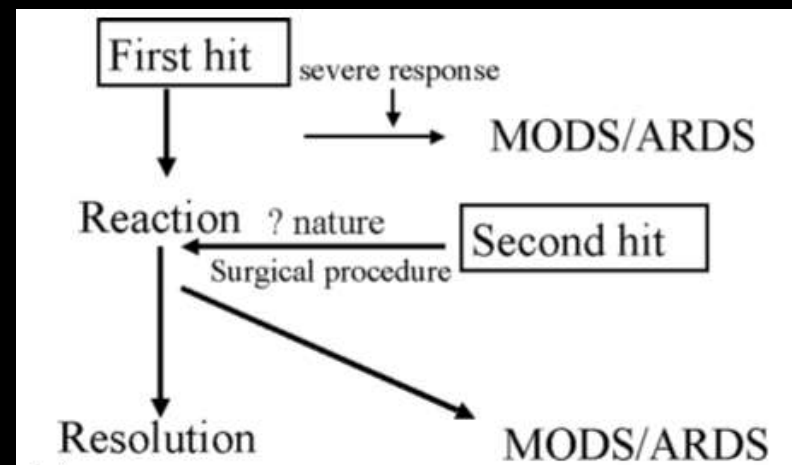 First hit
severe response
MODS/ARDS
Reaction
? nature
Second hit
Surgical procedure
Resolution
MODS/ARDS